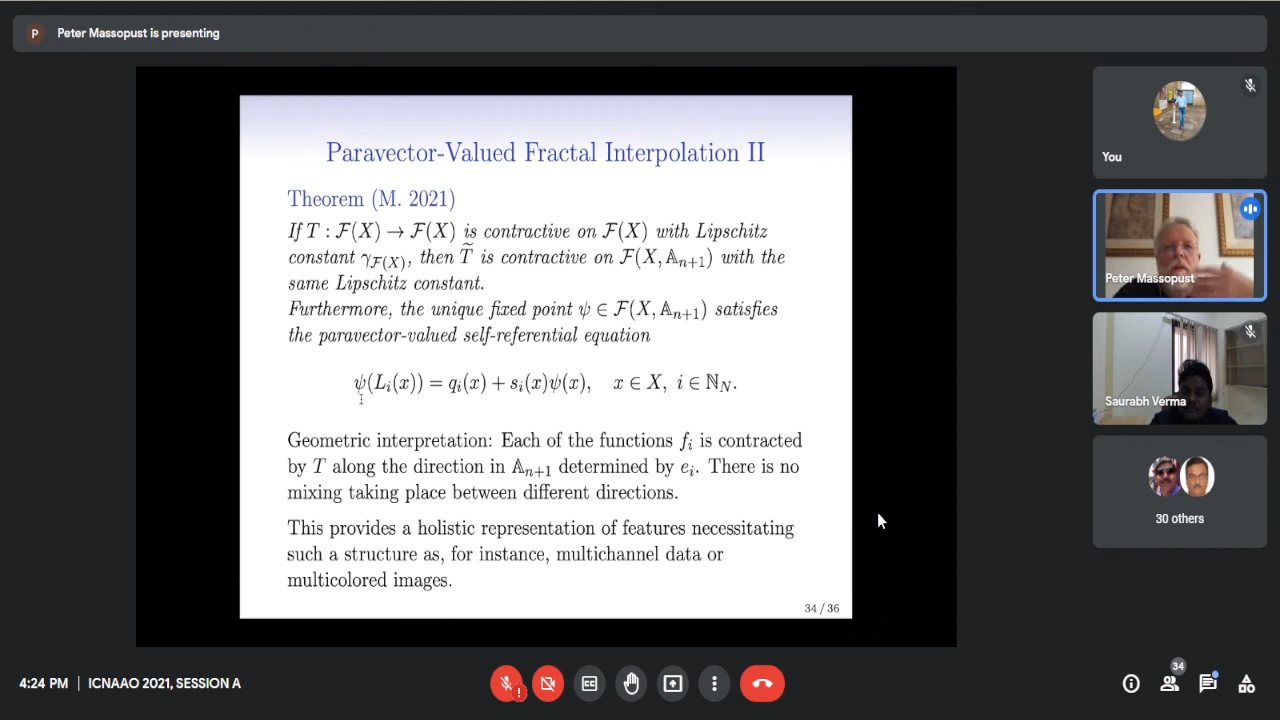 P Peter Massopust is presenting
Paravector-Valued Fractal Interpolation II
Theorem (M. 2021)
If T : ℱ(X) → ℱ(X) is contractive on ℱ(X) with Lipschitz
constant γ_{ℱ(X)}, then T̃ is contractive on ℱ(X, 𝔸_{n+1}) with the
same Lipschitz constant.
Furthermore, the unique fixed point ψ ∈ ℱ(X, 𝔸_{n+1}) satisfies
the paravector-valued self-referential equation
ψ(L_i(x)) = q_i(x) + s_i(x)ψ(x), x ∈ X, i ∈ ℕ_N.
Geometric interpretation: Each of the functions f_i is contracted
by T along the direction in 𝔸_{n+1} determined by e_i. There is no
mixing taking place between different directions.
This provides a holistic representation of features necessitating
such a structure as, for instance, multichannel data or
multicolored images.
34 / 36
You
Peter Massopust
Saurabh Verma
30 others
4:24 PM | ICNAAO 2021, SESSION A
!
CC
34